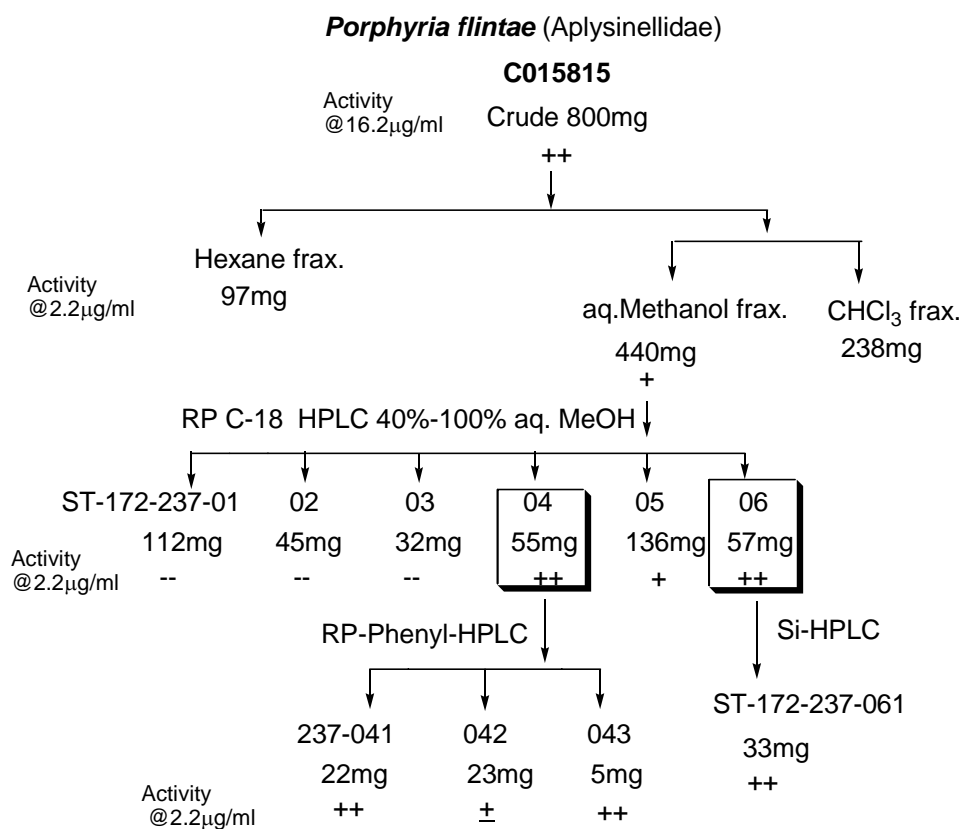 Porphyria flintae (Aplysinellidae)
C015815
Activity
@16.2μg/ml
Crude 800mg
++
Hexane frax.
97mg
Activity
@2.2μg/ml
aq.Methanol frax.
440mg
+
CHCl3 frax.
238mg
RP C-18 HPLC 40%-100% aq. MeOH
ST-172-237-01 02 03 04 05 06
112mg 45mg 32mg 55mg 136mg 57mg
Activity
@2.2μg/ml
-- -- -- ++ + ++
RP-Phenyl-HPLC
Si-HPLC
237-041 042 043
22mg 23mg 5mg
Activity
@2.2μg/ml
++ ± ++
ST-172-237-061
33mg
++